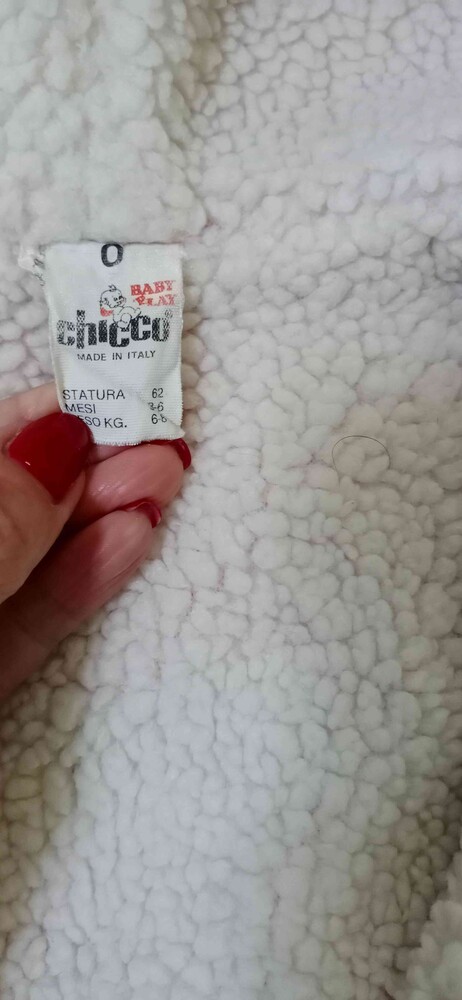 0
BABY
PLAY
chicco
MADE IN ITALY
STATURA 62
MESI 3-6
PESO KG. 6-8